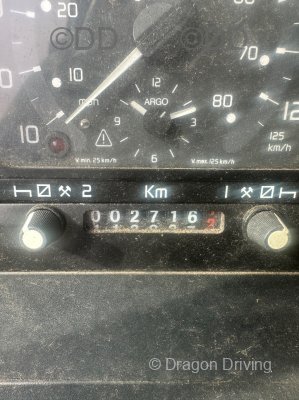 ©DD
20
10
10
min
12
ARGO
9
3
6
70
80
V min. 25 km/h
V max. 125 km/h
125
km/h
2 Km 1
002716
© Dragon Driving